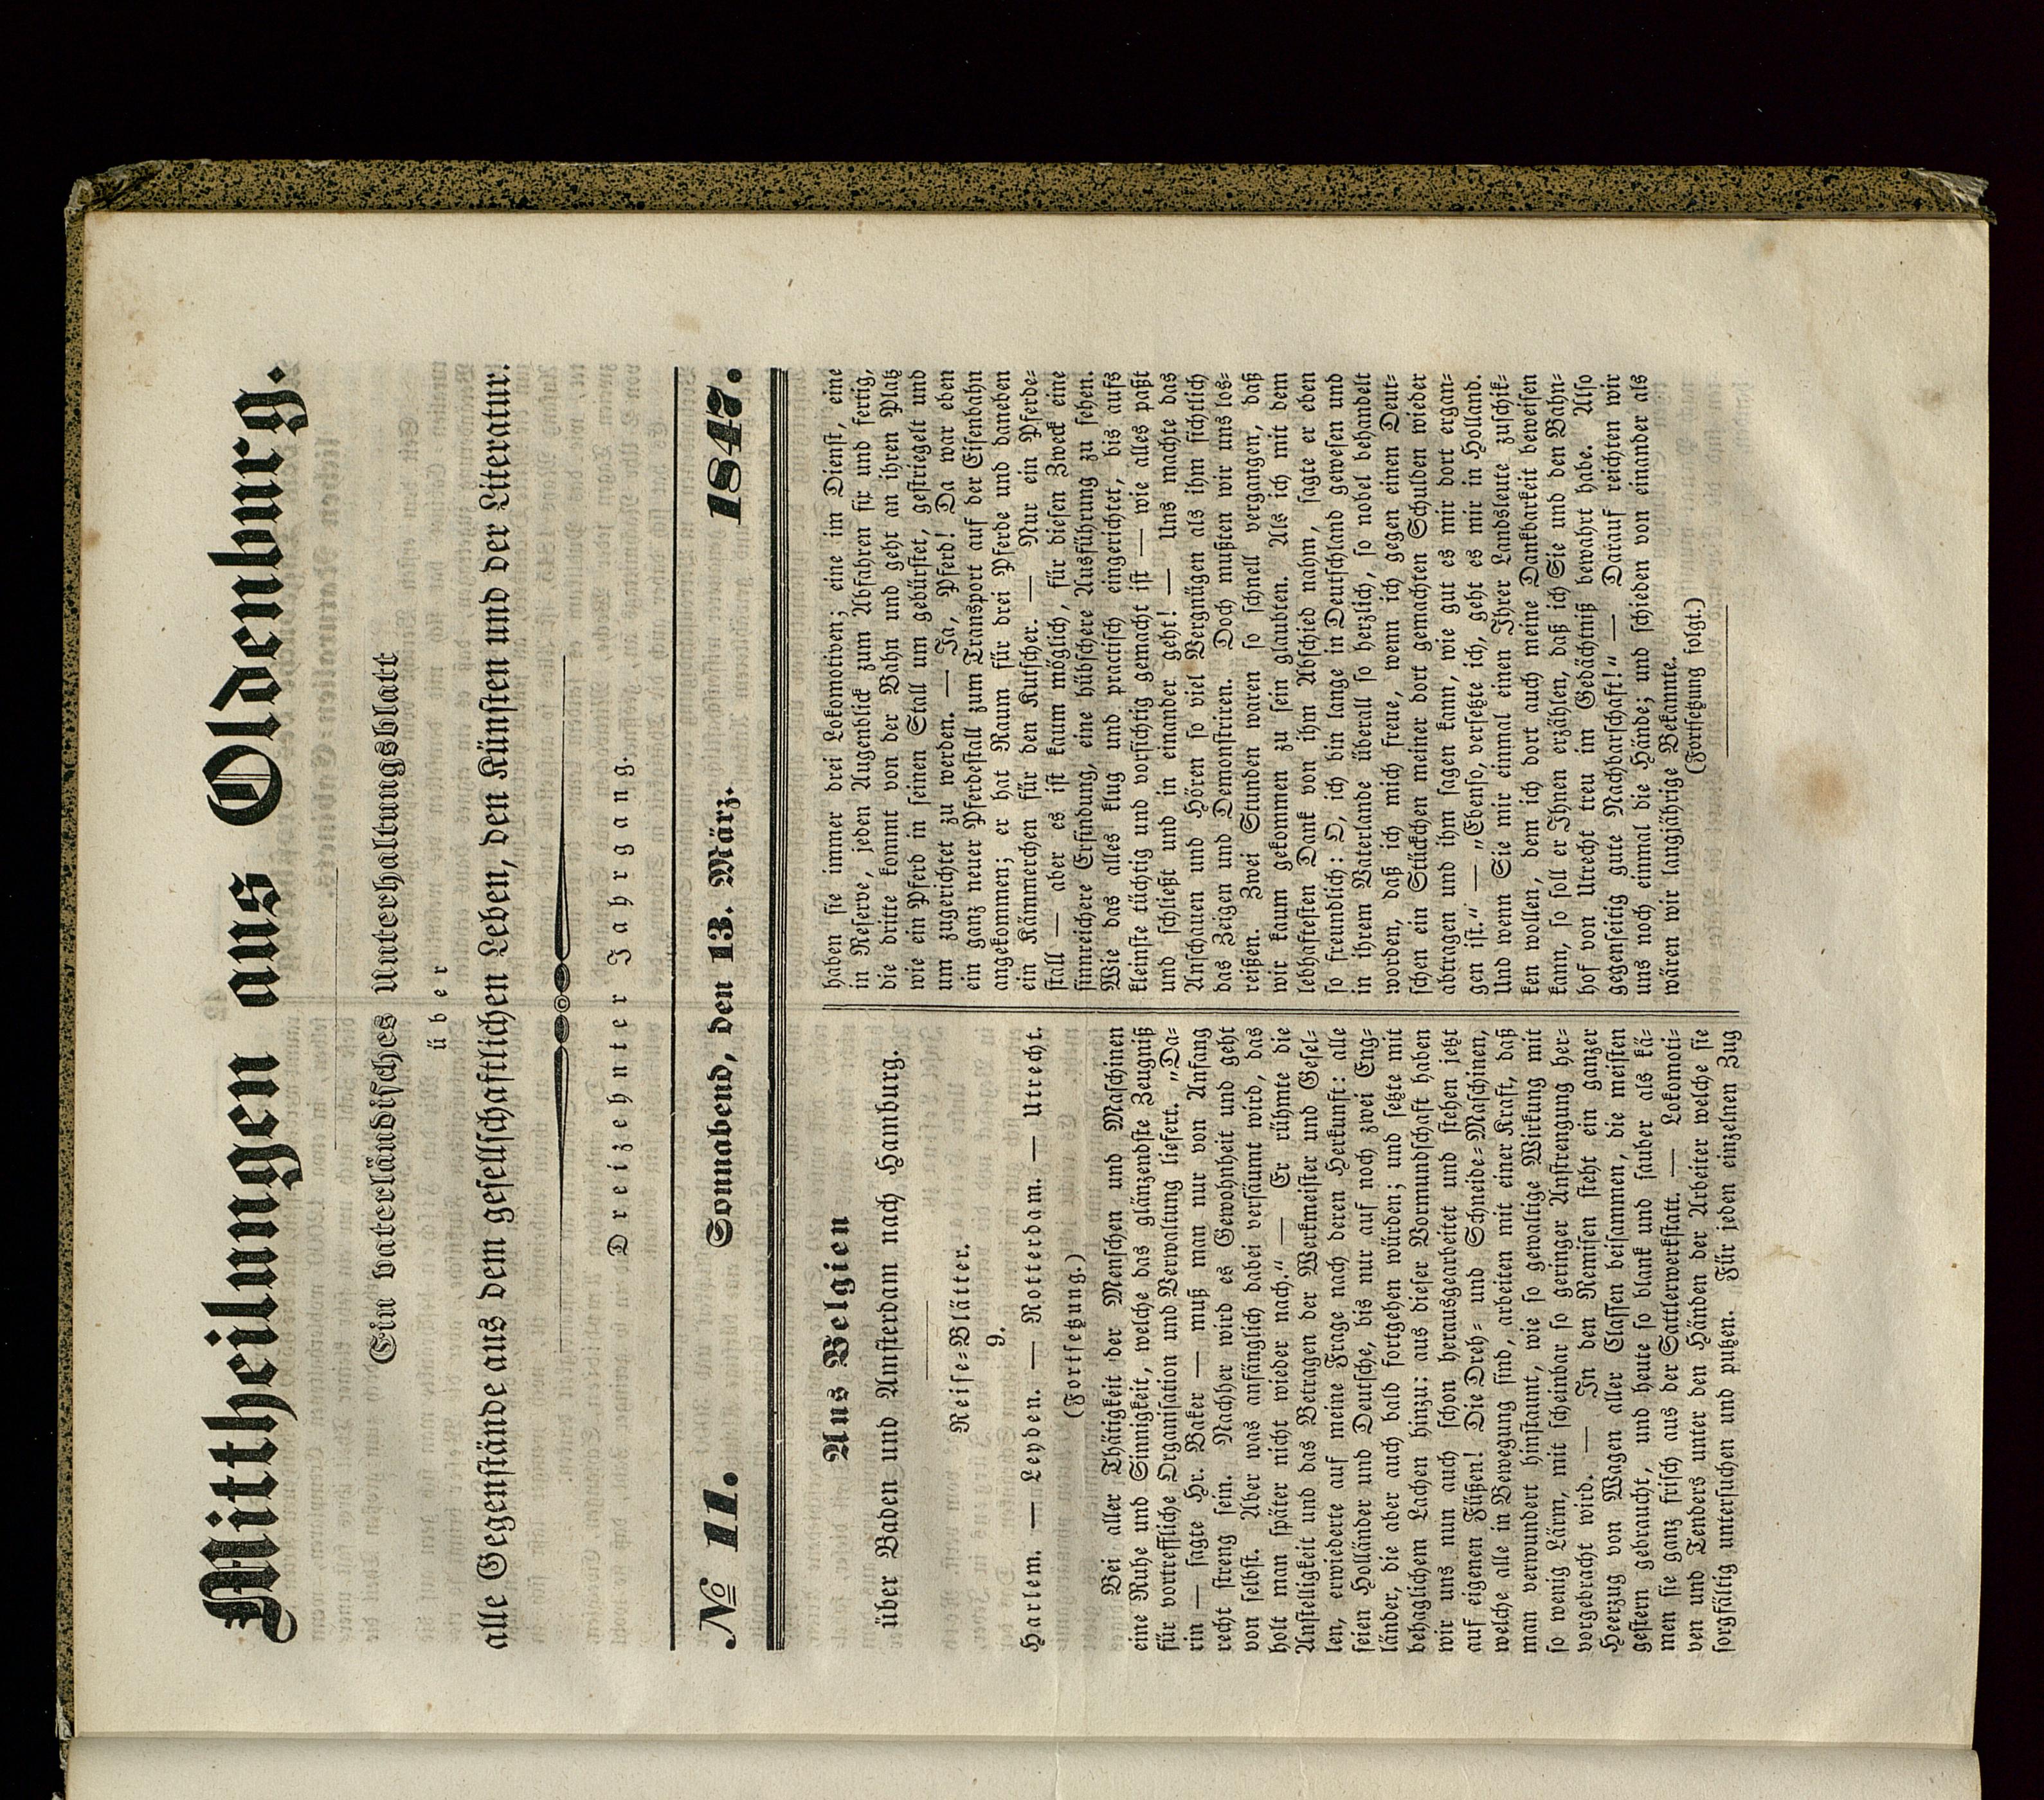 Mittheilungen aus Oldenburg.
Ein vaterländisches Unterhaltungsblatt
über
alle Gegenstände aus dem gesellschaftlichen Leben, den Künsten und der Literatur.
Dreizehnter Jahrgang.
№ 11. Sonnabend, den 13. März. 1847.
Aus Belgien
über Baden und Amsterdam nach Hamburg.
Reise-Blätter.
9.
Harlem. — Leyden. — Rotterdam. — Utrecht.
(Fortsetzung.)
Bei aller Thätigkeit der Menschen und Maschinen
eine Ruhe und Sinnigkeit, welche das glänzendste Zeugniß
für vortreffliche Organisation und Verwaltung liefert. „Da-
rin — sagte Hr. Baker — muß man nur von Anfang
recht streng sein. Nachher wird es Gewohnheit und geht
von selbst. Aber was anfänglich dabei versäumt wird, das
holt man später nicht wieder nach.“ — Er rühmte die
Anstelligkeit und das Betragen der Werkmeister und Gesel-
len, erwiederte auf meine Frage nach deren Herkunft: alle
seien Holländer und Deutsche, bis nur auf noch zwei Eng-
länder, die aber auch bald fortgehen würden; und setzte mit
behaglichem Lachen hinzu: aus dieser Vormundschaft haben
wir uns nun auch schon herausgearbeitet und stehen jetzt
auf eigenen Füßen! Die Dreh- und Schneide-Maschinen,
welche alle in Bewegung sind, arbeiten mit einer Kraft, daß
man verwundert hinstaunt, wie so gewaltige Wirkung mit
so wenig Lärm, mit scheinbar so geringer Anstrengung her-
vorgebracht wird. — In den Remisen steht ein ganzer
Heerzug von Wagen aller Classen beisammen, die meisten
gestern gebraucht, und heute so blank und sauber als kä-
men sie ganz frisch aus der Sattlerwerkstatt. — Lokomoti-
ven und Tenders unter den Händen der Arbeiter welche sie
sorgfältig untersuchen und putzen. Für jeden einzelnen Zug
haben sie immer drei Lokomotiven; eine im Dienst, eine
in Reserve, jeden Augenblick zum Abfahren fix und fertig,
die dritte kommt von der Bahn und geht an ihren Platz
wie ein Pferd in seinen Stall um gebürstet, gestriegelt und
um zugerichtet zu werden. — Ja, Pferd! Da war eben
ein ganz neuer Pferdestall zum Transport auf der Eisenbahn
angekommen; er hat Raum für drei Pferde und daneben
ein Kämmerchen für den Kutscher. — Nur ein Pferde-
stall — aber es ist kaum möglich, für diesen Zweck eine
sinnreichere Erfindung, eine hübschere Ausführung zu sehen.
Wie das alles klug und practisch eingerichtet, bis aufs
kleinste tüchtig und vorsichtig gemacht ist — wie alles paßt
und schließt und in einander geht! — Uns machte das
Anschauen und Hören so viel Vergnügen als ihm sichtlich
das Zeigen und Demonstriren. Doch mußten wir uns los-
reißen. Zwei Stunden waren so schnell vergangen, daß
wir kaum gekommen zu sein glaubten. Als ich mit dem
lebhaftesten Dank von ihm Abschied nahm, sagte er eben
so freundlich: O, ich bin lange in Deutschland gewesen und
in ihrem Vaterlande überall so herzlich, so nobel behandelt
worden, daß ich mich freue, wenn ich gegen einen Deut-
schen ein Stückchen meiner dort gemachten Schulden wieder
abtragen und ihm sagen kann, wie gut es mir dort ergan-
gen ist.“ — „Ebenso, versetzte ich, geht es mir in Holland.
Und wenn Sie mir einmal einen Ihrer Landsleute zuschik-
ken wollen, dem ich dort auch meine Dankbarkeit beweisen
kann, so soll er Ihnen erzählen, daß ich Sie und den Bahn-
hof von Utrecht treu im Gedächtniß bewahrt habe. Also
gegenseitig gute Nachbarschaft!“ — Darauf reichten wir
uns noch einmal die Hände; und schieden von einander als
wären wir langjährige Bekannte.
(Fortsetzung folgt.)